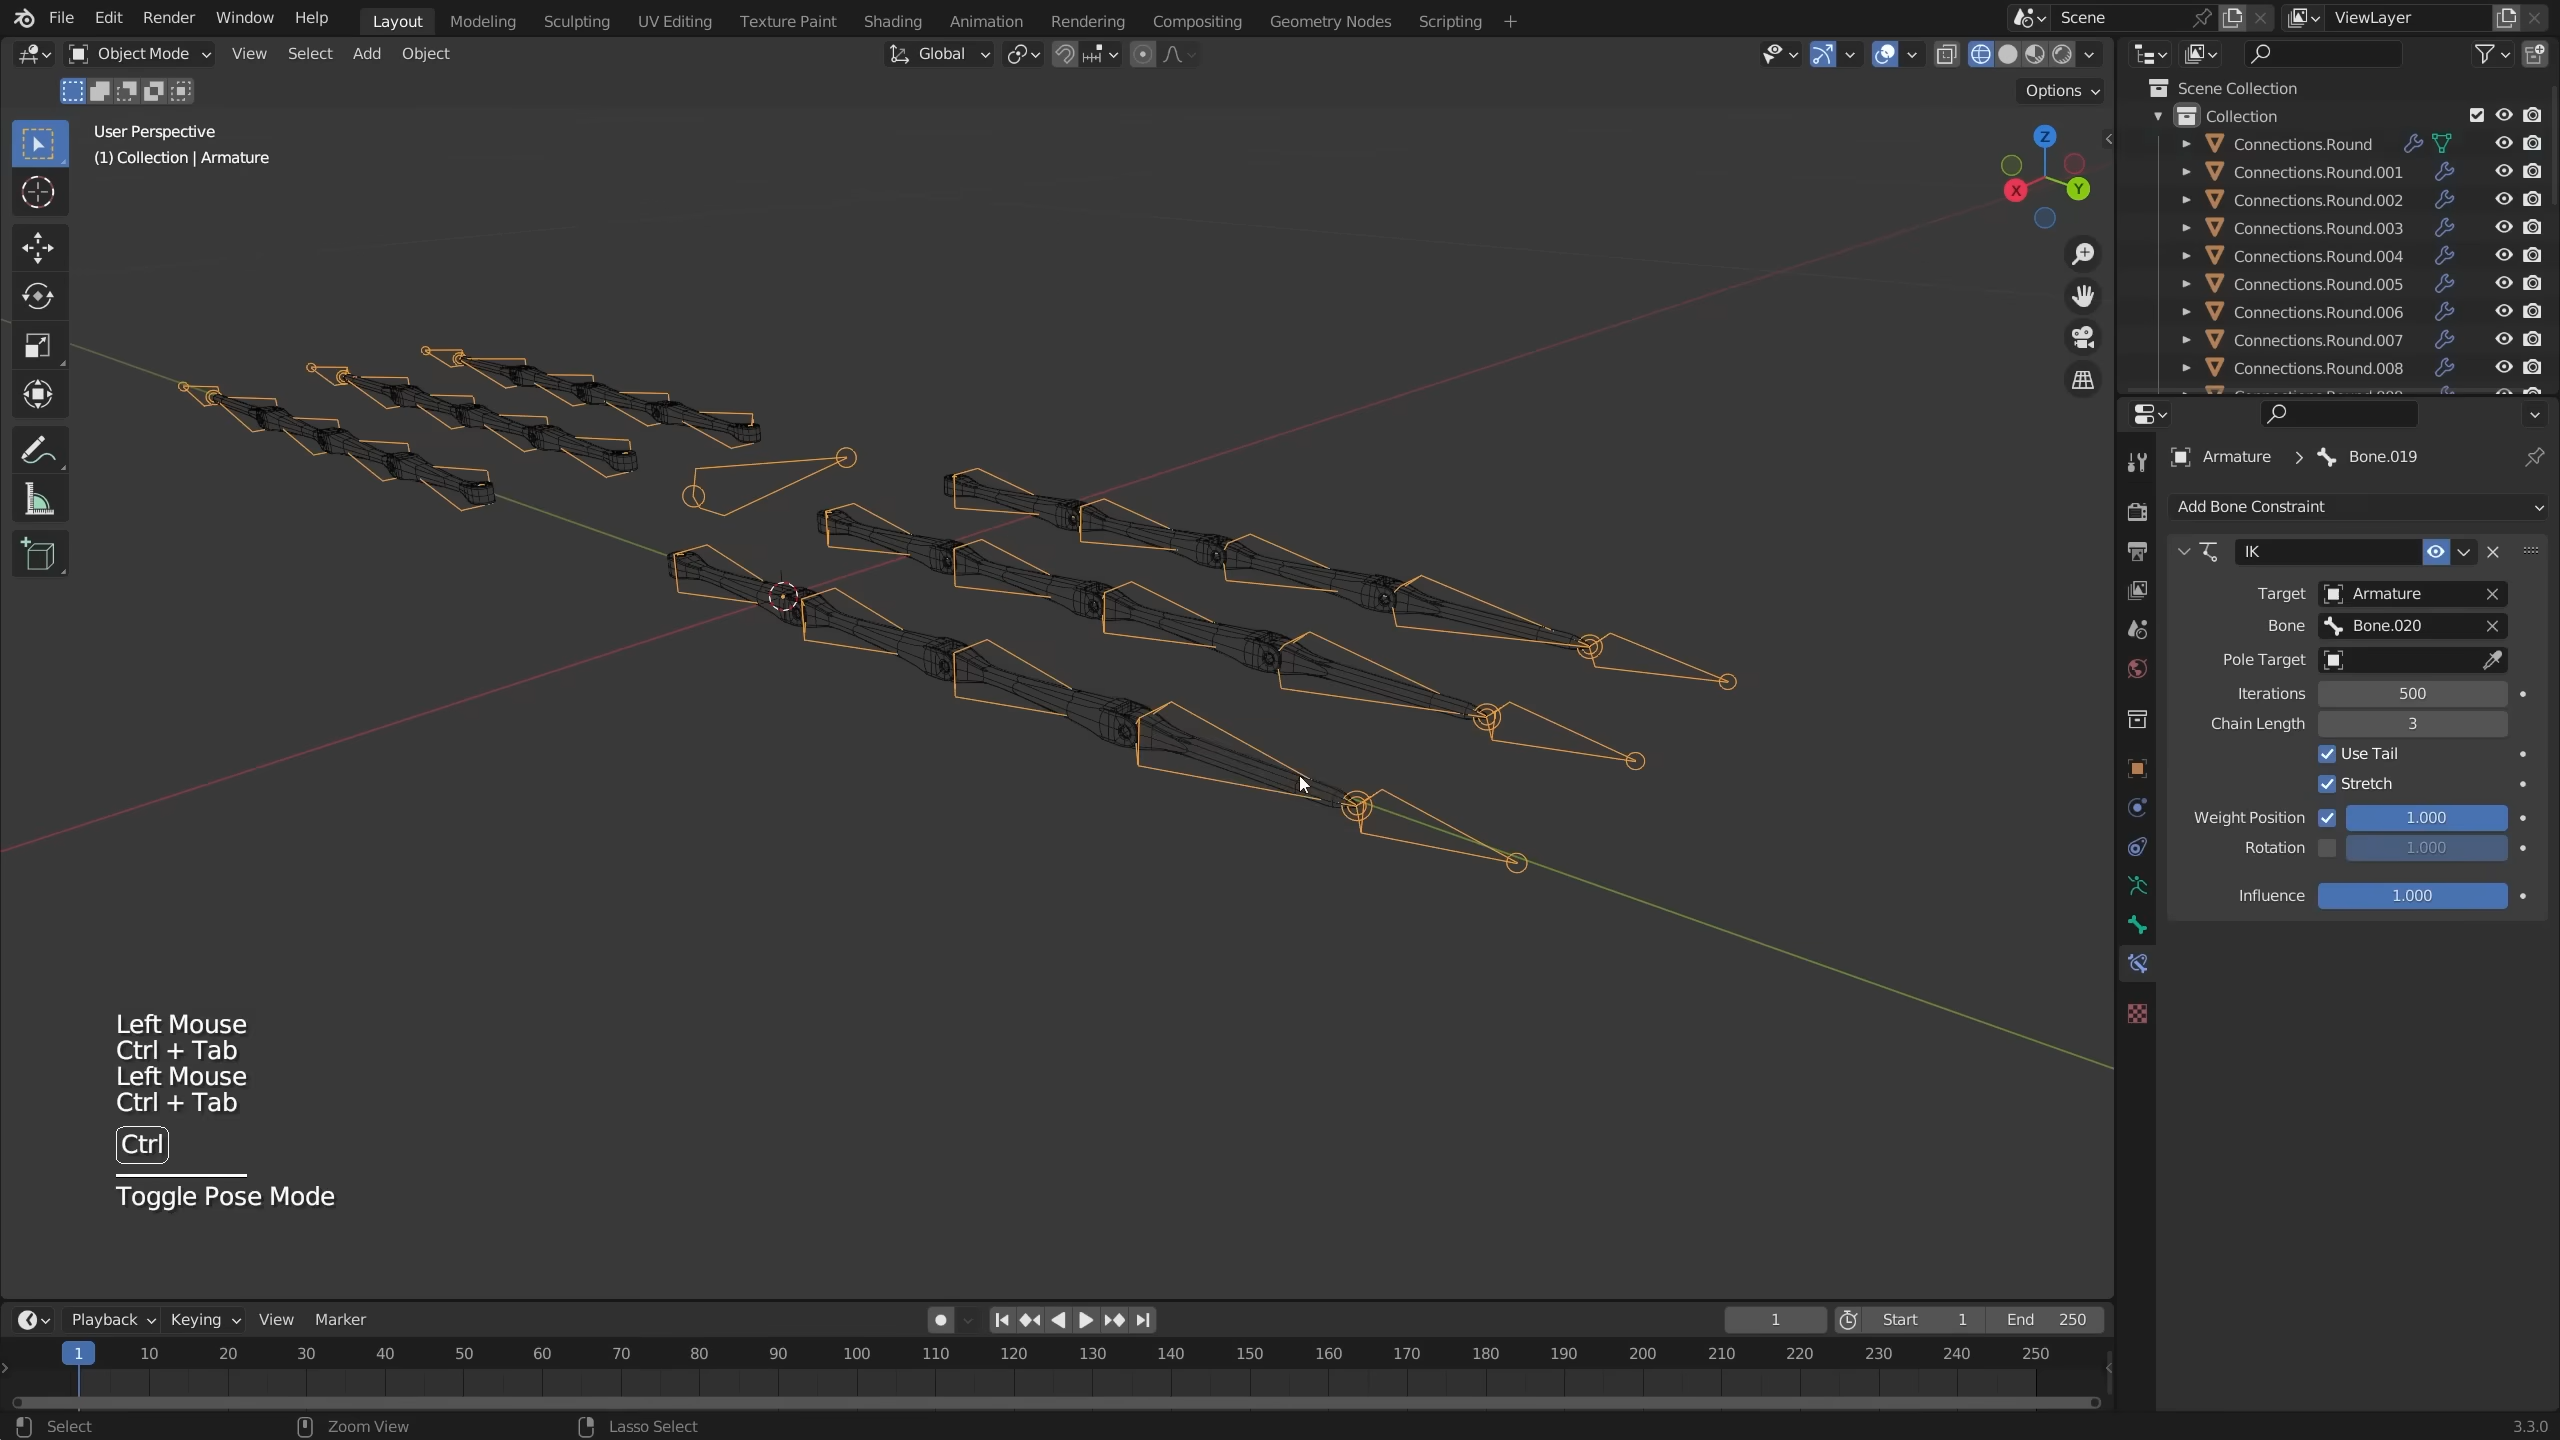 File Edit Render Window Help Layout Modeling Sculpting UV Editing Texture Paint Shading Animation Rendering Compositing Geometry Nodes Scripting + Scene ViewLayer
Object Mode View Select Add Object Global
Options
User Perspective
(1) Collection | Armature
Z
X
Y
Scene Collection
Collection
Connections.Round
Connections.Round.001
Connections.Round.002
Connections.Round.003
Connections.Round.004
Connections.Round.005
Connections.Round.006
Connections.Round.007
Connections.Round.008
Armature > Bone.019
Add Bone Constraint
IK
Target Armature
Bone Bone.020
Pole Target
Iterations 500
Chain Length 3
Use Tail
Stretch
Weight Position 1.000
Rotation 1.000
Influence 1.000
Left Mouse
Ctrl + Tab
Left Mouse
Ctrl + Tab
Ctrl
Toggle Pose Mode
Playback Keying View Marker 1 Start 1 End 250
1 10 20 30 40 50 60 70 80 90 100 110 120 130 140 150 160 170 180 190 200 210 220 230 240 250
Select Zoom View Lasso Select 3.3.0